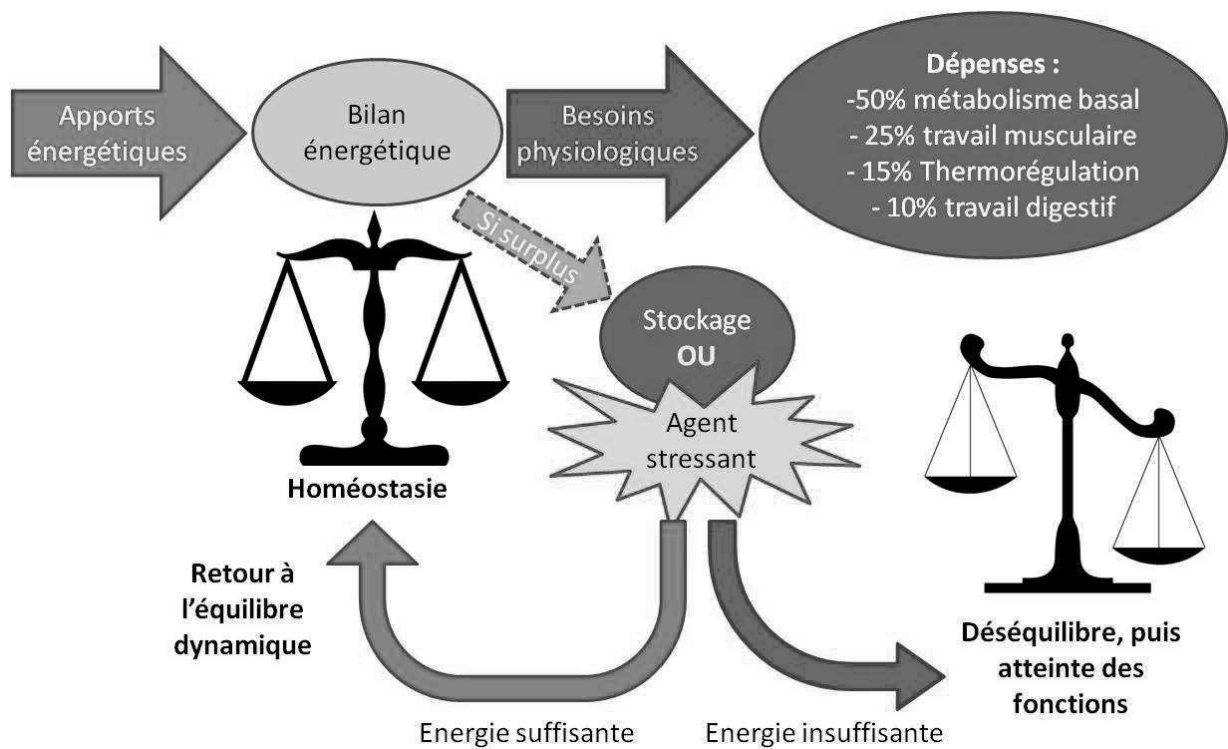 Apports
énergétiques
Bilan
énergétique
Besoins
physiologiques
Dépenses :
-50% métabolisme basal
- 25% travail musculaire
- 15% Thermorégulation
- 10% travail digestif
Si surplus
Stockage
OU
Agent
stressant
Homéostasie
Retour à
l’équilibre
dynamique
Déséquilibre, puis
atteinte des
fonctions
Energie suffisante
Energie insuffisante